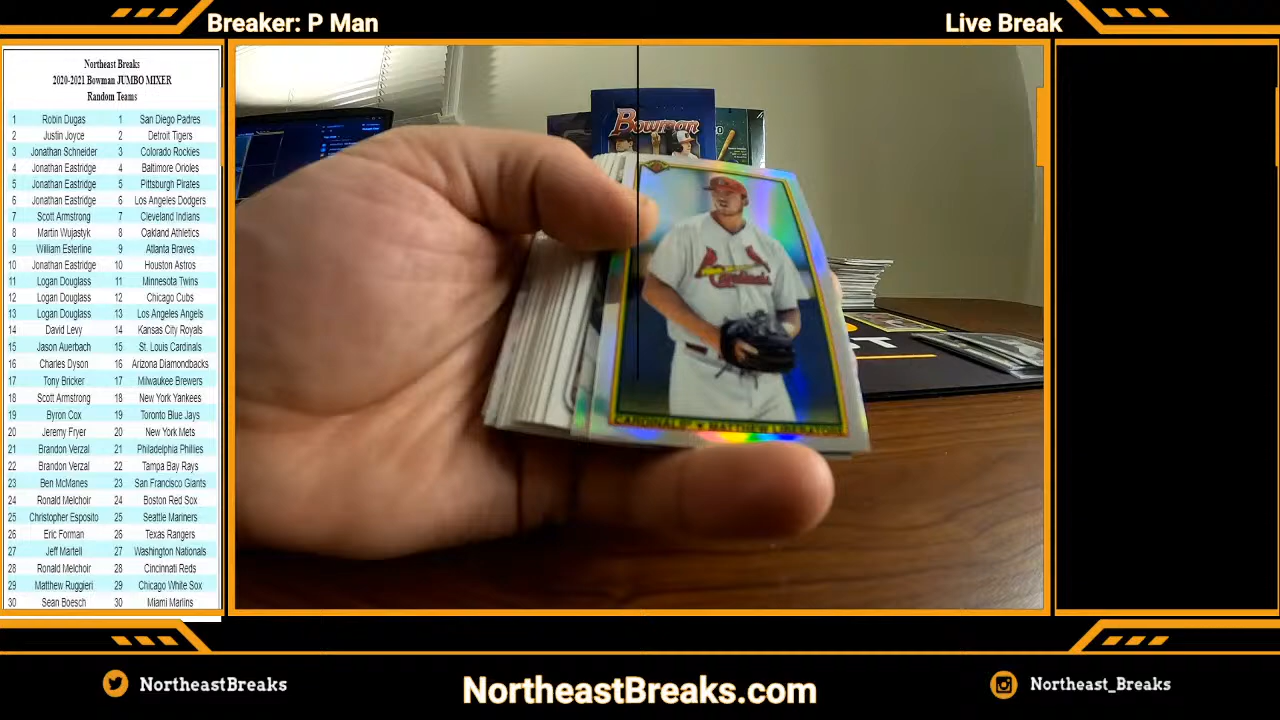 Breaker: P Man
Live Break
Northeast Breaks
2020-2021 Bowman JUMBO MIXER
Random Teams
1 Robin Dugas 1 San Diego Padres
2 Justin Joyce 2 Detroit Tigers
3 Jonathan Schneider 3 Colorado Rockies
4 Jonathan Eastridge 4 Baltimore Orioles
5 Jonathan Eastridge 5 Pittsburgh Pirates
6 Jonathan Eastridge 6 Los Angeles Dodgers
7 Scott Armstrong 7 Cleveland Indians
8 Martin Wujastyk 8 Oakland Athletics
9 William Esterline 9 Atlanta Braves
10 Jonathan Eastridge 10 Houston Astros
11 Logan Douglass 11 Minnesota Twins
12 Logan Douglass 12 Chicago Cubs
13 Logan Douglass 13 Los Angeles Angels
14 David Levy 14 Kansas City Royals
15 Jason Auerbach 15 St. Louis Cardinals
16 Charles Dyson 16 Arizona Diamondbacks
17 Tony Bricker 17 Milwaukee Brewers
18 Scott Armstrong 18 New York Yankees
19 Byron Cox 19 Toronto Blue Jays
20 Jeremy Fryer 20 New York Mets
21 Brandon Verzal 21 Philadelphia Phillies
22 Brandon Verzal 22 Tampa Bay Rays
23 Ben McManes 23 San Francisco Giants
24 Ronald Melchoir 24 Boston Red Sox
25 Christopher Esposito 25 Seattle Mariners
26 Eric Forman 26 Texas Rangers
27 Jeff Martell 27 Washington Nationals
28 Ronald Melchoir 28 Cincinnati Reds
29 Matthew Ruggieri 29 Chicago White Sox
30 Sean Boesch 30 Miami Marlins
Bowman
Cardinals
CARDINALS • MATTHEW LIBERATORE
ST
NortheastBreaks
NortheastBreaks.com
Northeast_Breaks